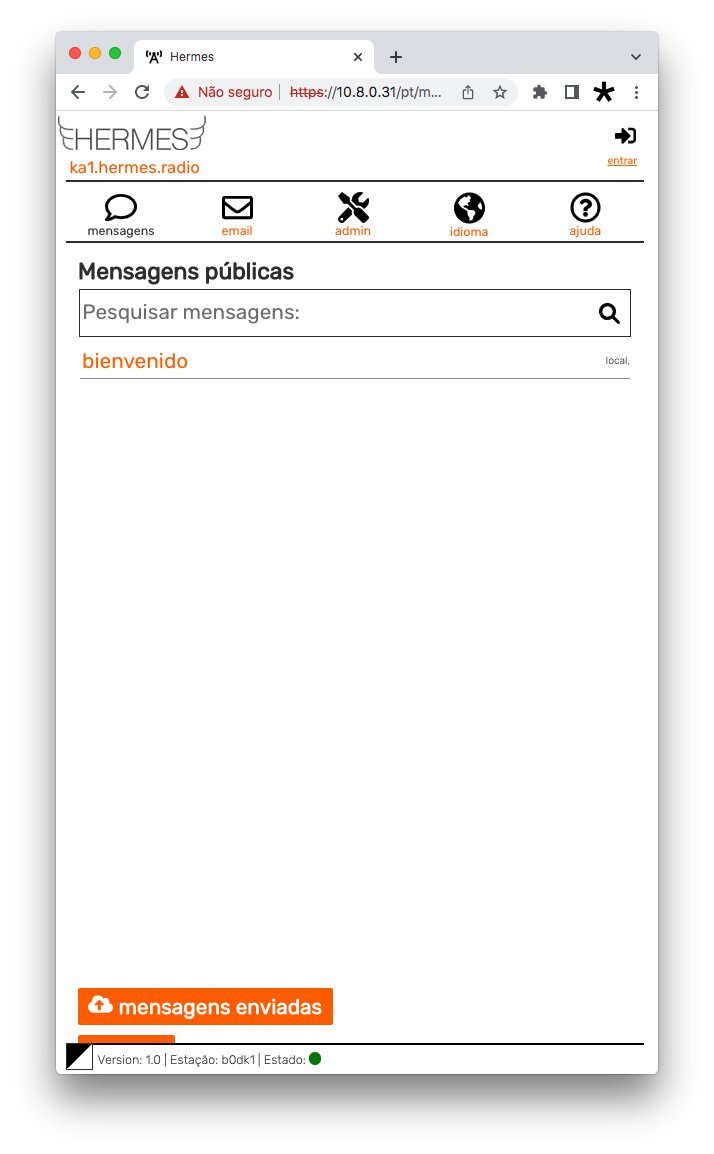 Hermes
Não seguro https://10.8.0.31/pt/m...
HERMES
ka1.hermes.radio
entrar
mensagens email admin idioma ajuda
Mensagens públicas
Pesquisar mensagens:
bienvenido local,
mensagens enviadas
Version: 1.0 | Estação: b0dk1 | Estado: